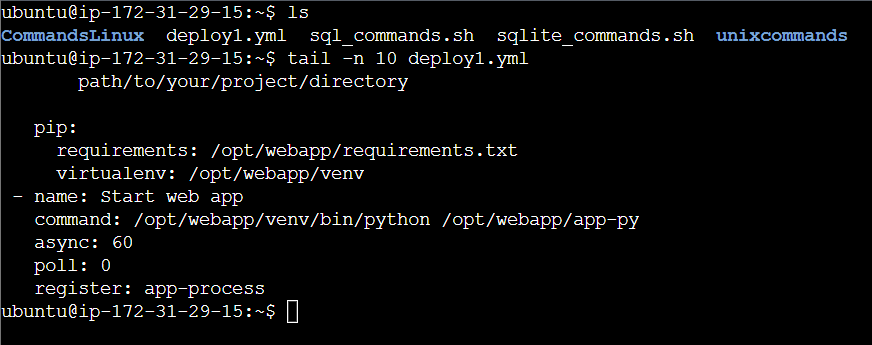 ubuntu@ip-172-31-29-15:~$ ls
CommandsLinux  deploy1.yml  sql_commands.sh  sqlite_commands.sh  unixcommands
ubuntu@ip-172-31-29-15:~$ tail -n 10 deploy1.yml
       path/to/your/project/directory

   pip:
     requirements: /opt/webapp/requirements.txt
     virtualenv: /opt/webapp/venv
 - name: Start web app
   command: /opt/webapp/venv/bin/python /opt/webapp/app-py
   async: 60
   poll: 0
   register: app-process
ubuntu@ip-172-31-29-15:~$